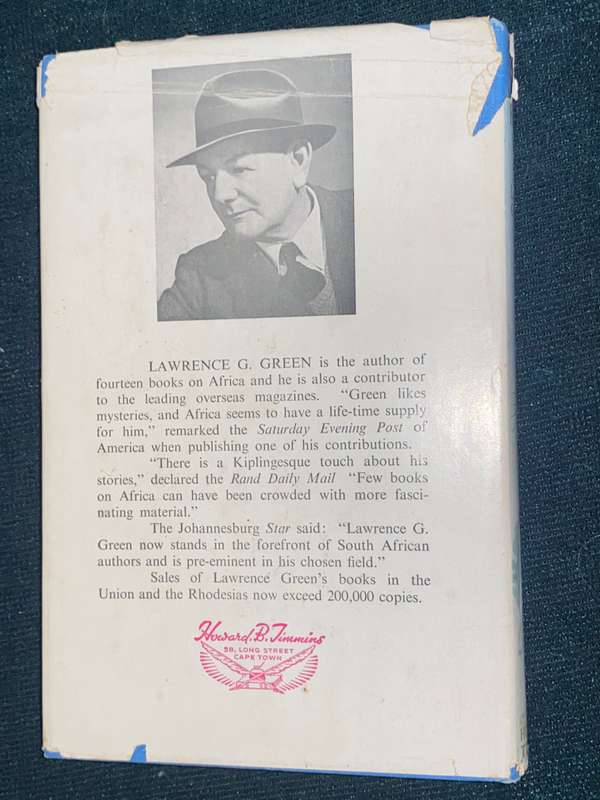 LAWRENCE G. GREEN is the author of
fourteen books on Africa and he is also a contributor
to the leading overseas magazines. “Green likes
mysteries, and Africa seems to have a life-time supply
for him,” remarked the Saturday Evening Post of
America when publishing one of his contributions.
“There is a Kiplingesque touch about his
stories,” declared the Rand Daily Mail “Few books
on Africa can have been crowded with more fasci-
nating material.”
The Johannesburg Star said: “Lawrence G.
Green now stands in the forefront of South African
authors and is pre-eminent in his chosen field.”
Sales of Lawrence Green’s books in the
Union and the Rhodesias now exceed 200,000 copies.
Howard. B. Timmins
58, LONG STREET
CAPE TOWN